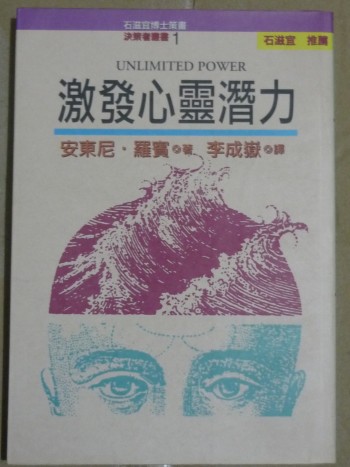 石滋宜博士策畫
決策者叢書 1
石滋宜 推薦
UNLIMITED POWER
激發心靈潛力
安東尼·羅賓 著 李成嶽 譯